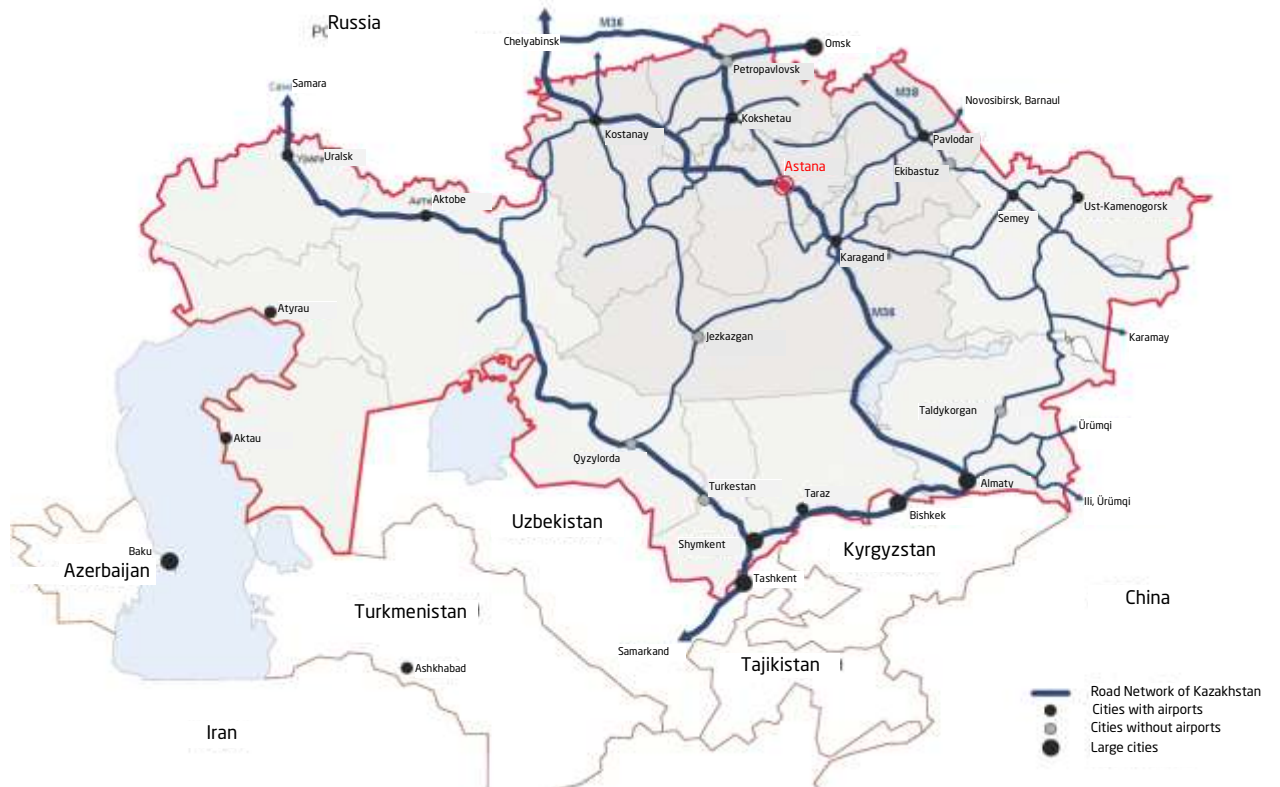 Russia
M36
Chelyabinsk
Omsk
Petropavlovsk
Samara
M38
Novosibirsk, Barnaul
Kostanay
Kokshetau
Pavlodar
Uralsk
Astana
Ekibastuz
Aktobe
Semey
Ust-Kamenogorsk
Karagand
Atyrau
M36
Jezkazgan
Karamay
Taldykorgan
Ürümqi
Aktau
Qyzylorda
Turkestan
Taraz
Almaty
Ili, Ürümqi
Bishkek
Uzbekistan
Shymkent
Kyrgyzstan
Baku
Azerbaijan
Tashkent
Turkmenistan
China
Samarkand
Tajikistan
Ashkhabad
Iran
Road Network of Kazakhstan
Cities with airports
Cities without airports
Large cities